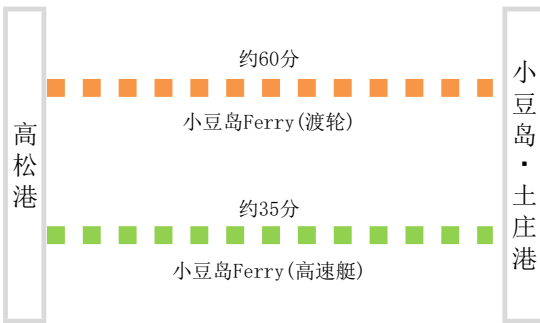 高松港
约60分
小豆岛Ferry(渡轮)
约35分
小豆岛Ferry(高速艇)
小豆岛·土庄港